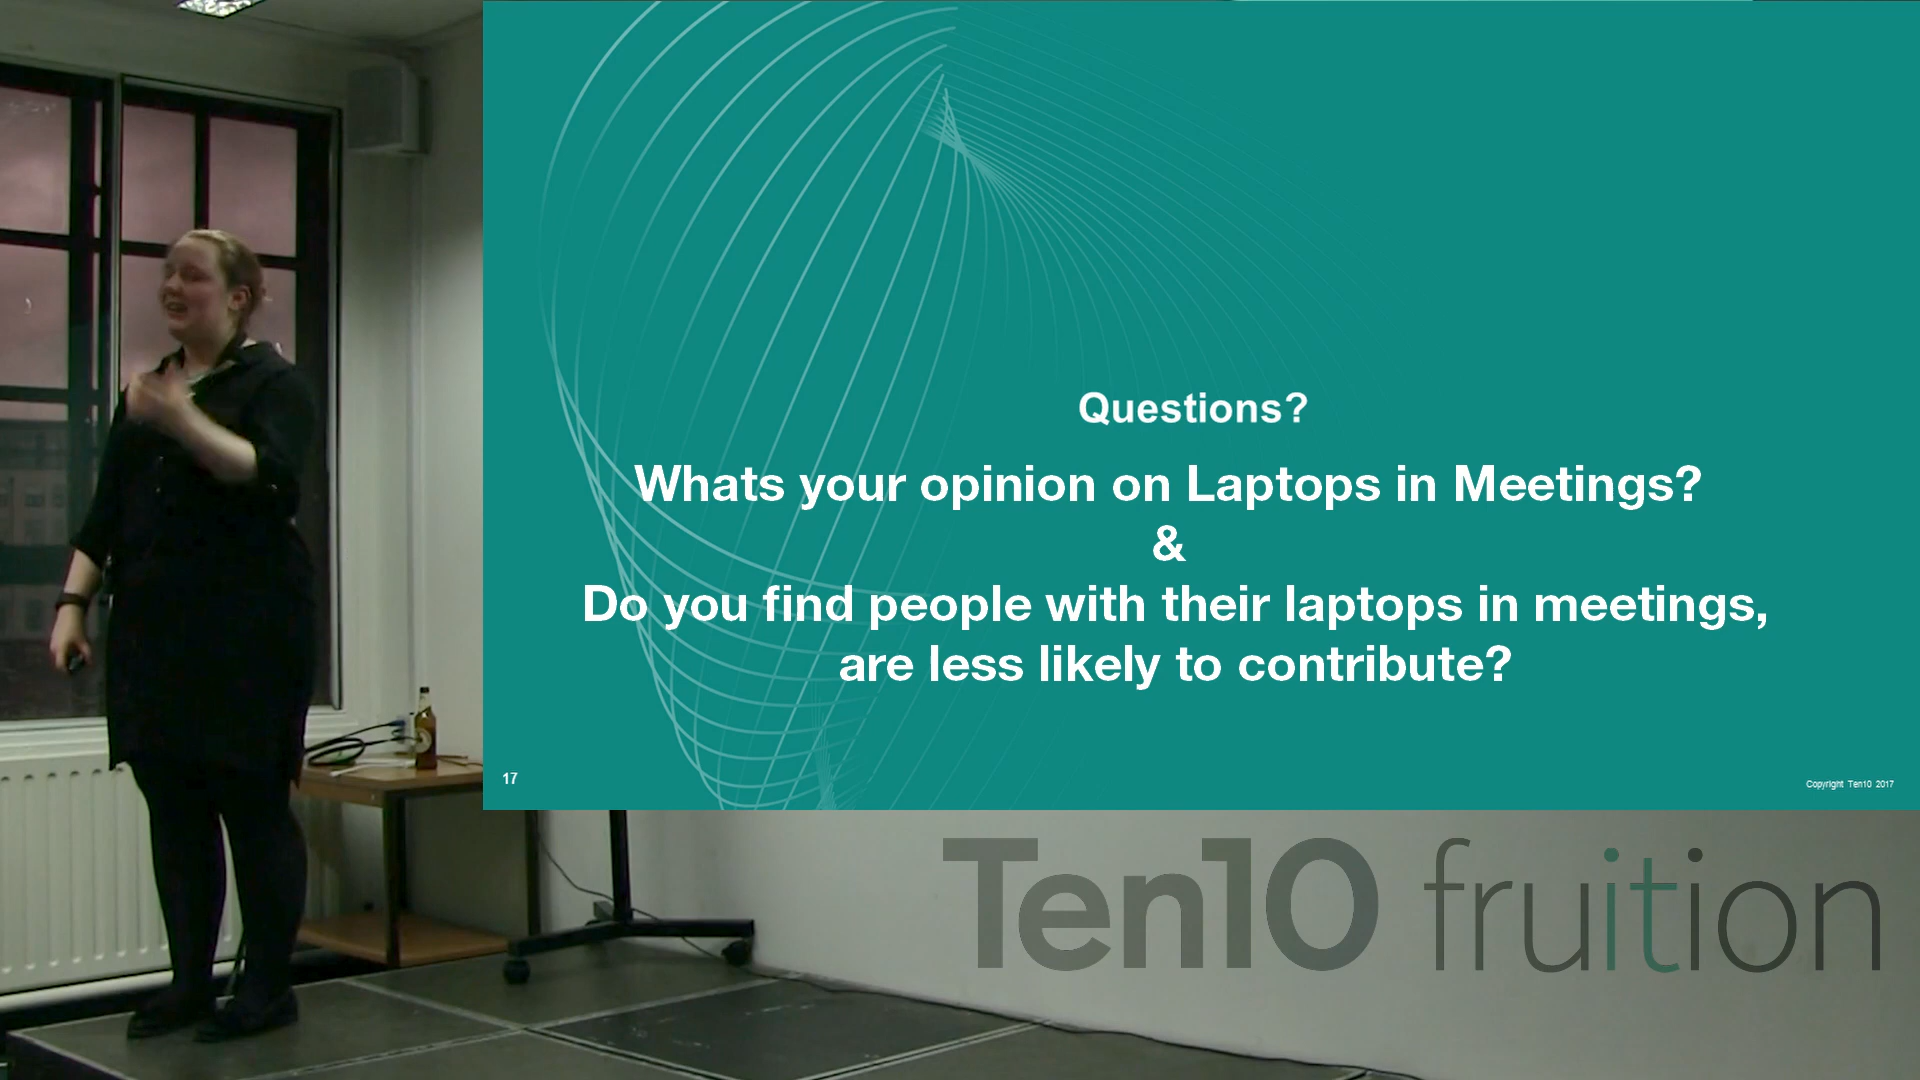 Questions?
Whats your opinion on Laptops in Meetings?
&
Do you find people with their laptops in meetings,
are less likely to contribute?
17
Copyright Ten10 2017
Ten10 fruition